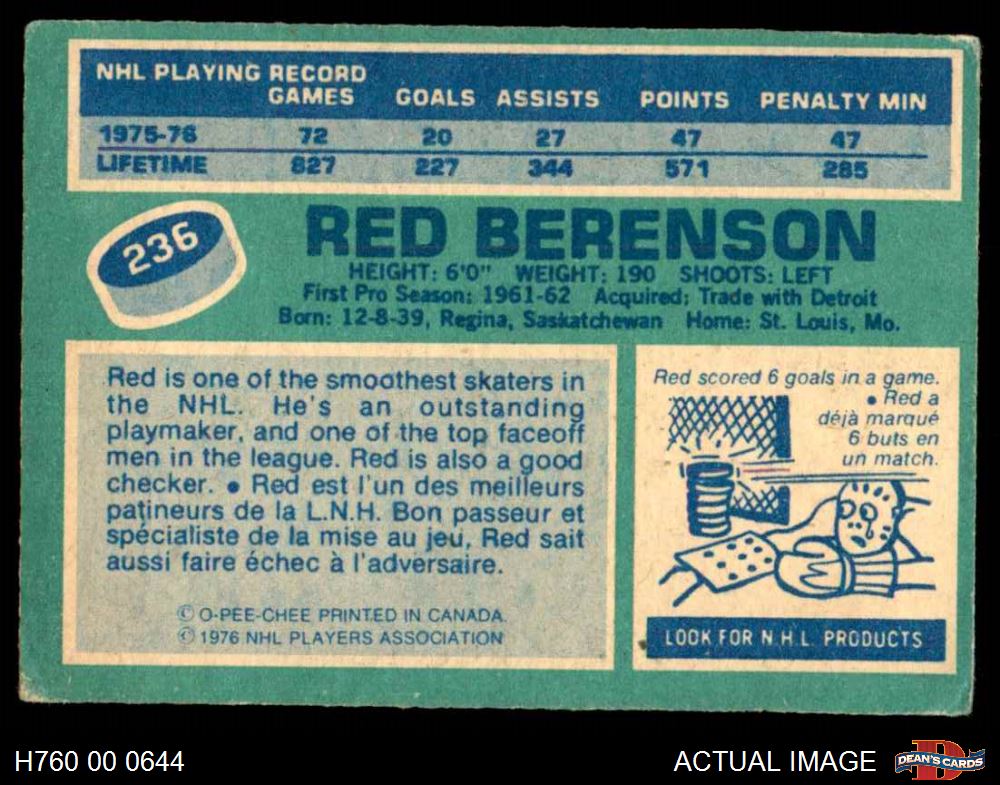 NHL PLAYING RECORD
GAMES GOALS ASSISTS POINTS PENALTY MIN
1975-76 72 20 27 47 47
LIFETIME 627 227 344 571 285
236
RED BERENSON
HEIGHT: 6'0" WEIGHT: 190 SHOOTS: LEFT
First Pro Season: 1961-62 Acquired: Trade with Detroit
Born: 12-8-39, Regina, Saskatchewan Home: St. Louis, Mo.
Red is one of the smoothest skaters in
the NHL. He's an outstanding
playmaker, and one of the top faceoff
men in the league. Red is also a good
checker. • Red est l'un des meilleurs
patineurs de la L.N.H. Bon passeur et
spécialiste de la mise au jeu, Red sait
aussi faire échec à l'adversaire.
© O-PEE-CHEE PRINTED IN CANADA.
© 1976 NHL PLAYERS ASSOCIATION
Red scored 6 goals in a game.
• Red a
déjà marqué
6 buts en
un match.
LOOK FOR N.H.L. PRODUCTS
H760 00 0644
ACTUAL IMAGE
D
DEAN'S CARDS